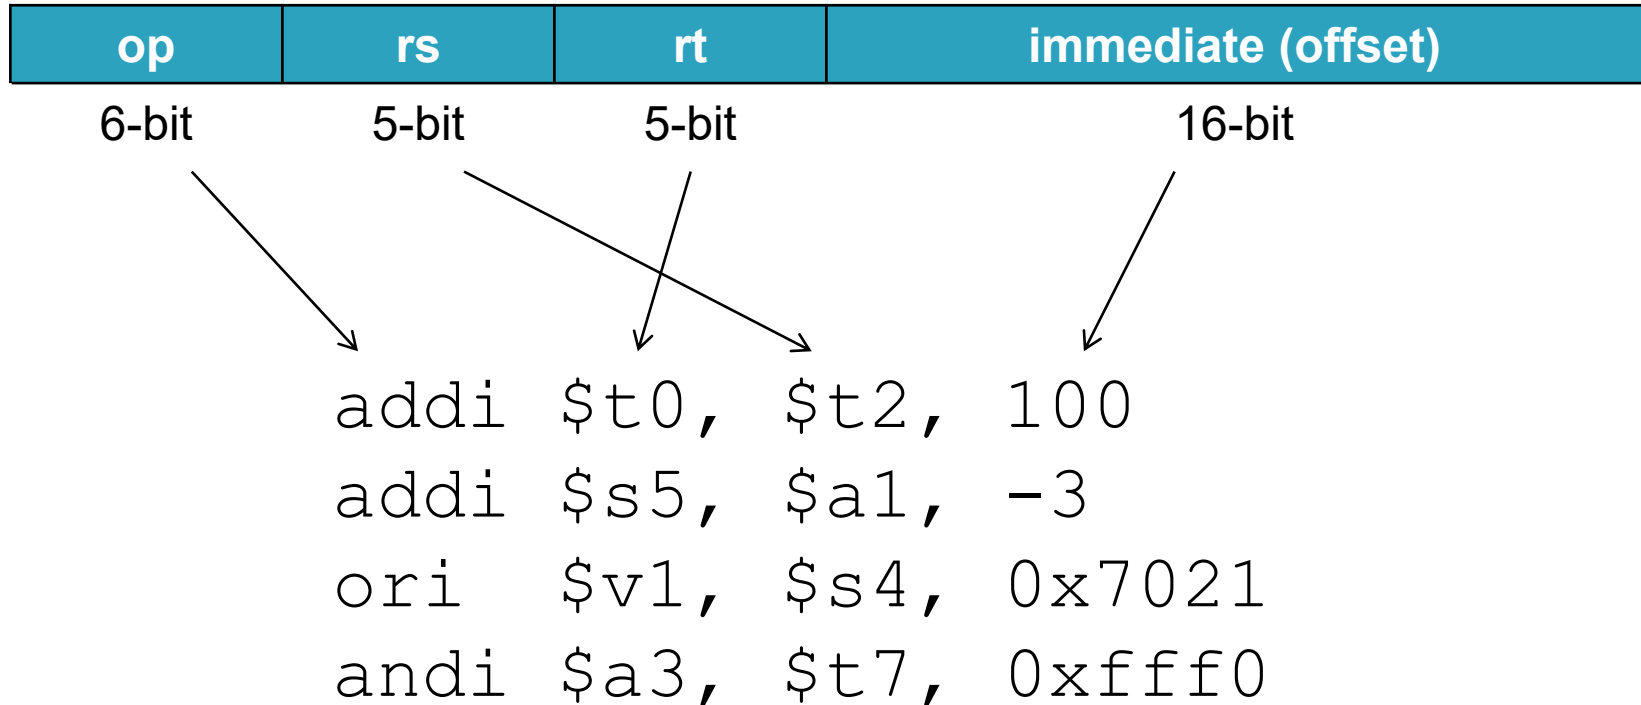 op rs rt immediate (offset)
6-bit 5-bit 5-bit 16-bit
addi $t0, $t2, 100
addi $s5, $a1, -3
ori $v1, $s4, 0x7021
andi $a3, $t7, 0xfff0